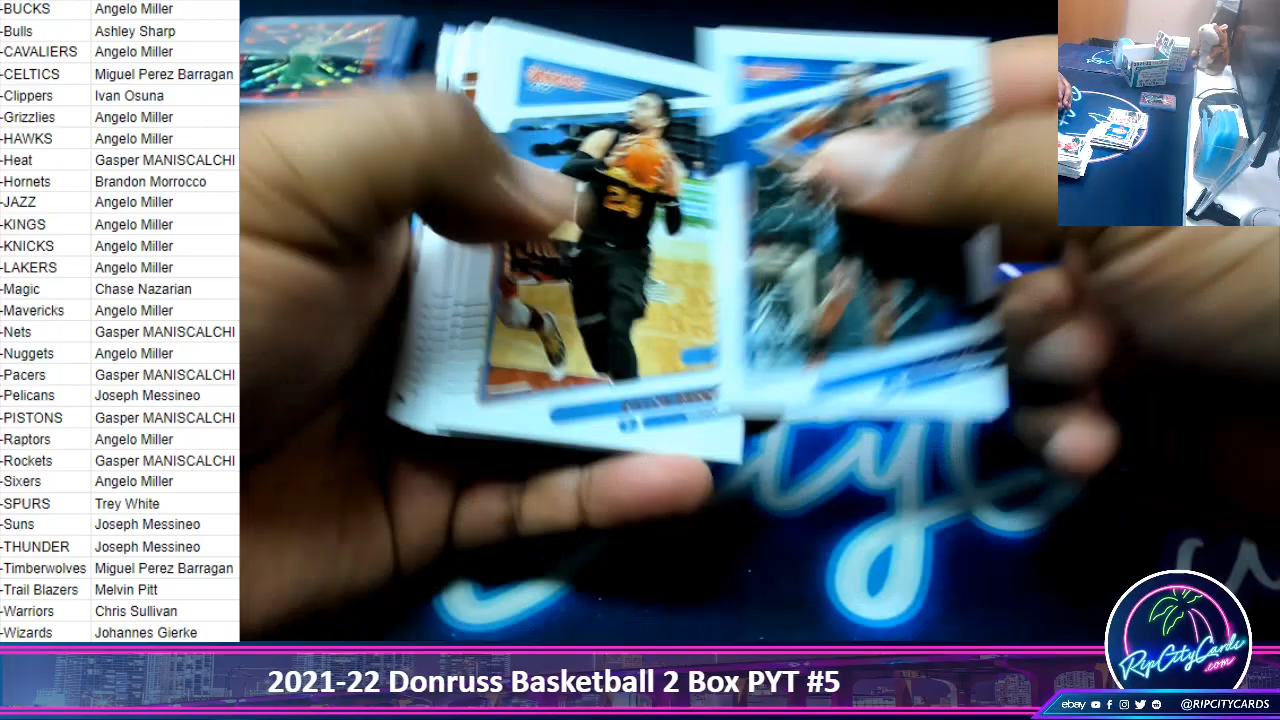 -BUCKS Angelo Miller
-Bulls Ashley Sharp
-CAVALIERS Angelo Miller
-CELTICS Miguel Perez Barragan
-Clippers Ivan Osuna
-Grizzlies Angelo Miller
-HAWKS Angelo Miller
-Heat Gasper MANISCALCHI
-Hornets Brandon Morrocco
-JAZZ Angelo Miller
-KINGS Angelo Miller
-KNICKS Angelo Miller
-LAKERS Angelo Miller
-Magic Chase Nazarian
-Mavericks Angelo Miller
-Nets Gasper MANISCALCHI
-Nuggets Angelo Miller
-Pacers Gasper MANISCALCHI
-Pelicans Joseph Messineo
-PISTONS Gasper MANISCALCHI
-Raptors Angelo Miller
-Rockets Gasper MANISCALCHI
-Sixers Angelo Miller
-SPURS Trey White
-Suns Joseph Messineo
-THUNDER Joseph Messineo
-Timberwolves Miguel Perez Barragan
-Trail Blazers Melvin Pitt
-Warriors Chris Sullivan
-Wizards Johannes Gierke
24
ityC
RipCityCards
.com
2021-22 Donruss Basketball 2 Box PYT #5
ebay @RIPCITYCARDS